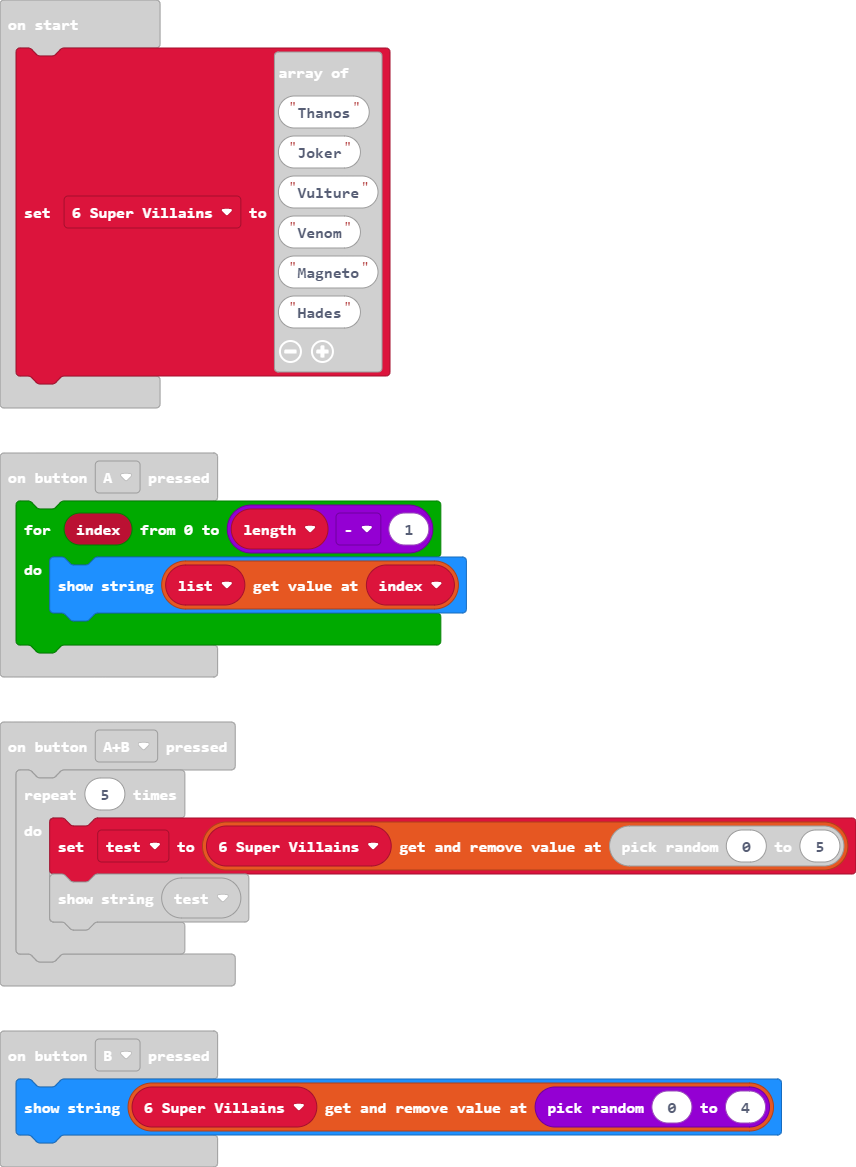 on start
set 6 Super Villains to
array of
"Thanos"
"Joker"
"Vulture"
"Venom"
"Magneto"
"Hades"
on button A pressed
for index from 0 to length - 1
do
show string list get value at index
on button A+B pressed
repeat 5 times
do
set test to 6 Super Villains get and remove value at pick random 0 to 5
show string test
on button B pressed
show string 6 Super Villains get and remove value at pick random 0 to 4